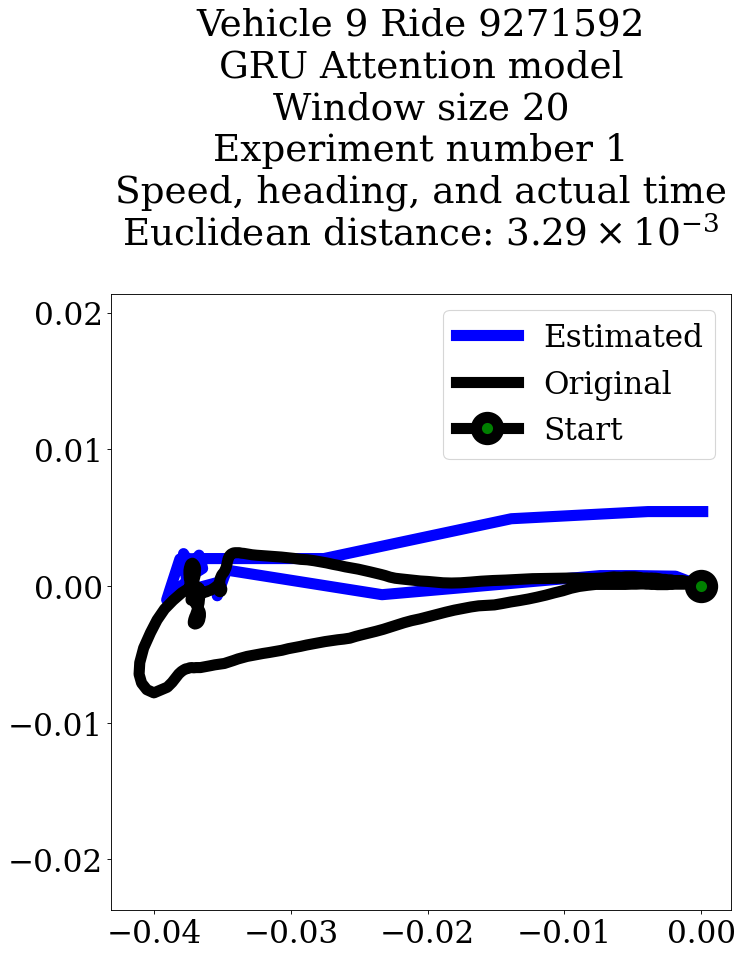 Vehicle 9 Ride 9271592
GRU Attention model
Window size 20
Experiment number 1
Speed, heading, and actual time
Euclidean distance: 3.29 × 10⁻³
Estimated
Original
Start
0.02
0.01
0.00
−0.01
−0.02
−0.04 −0.03 −0.02 −0.01 0.00